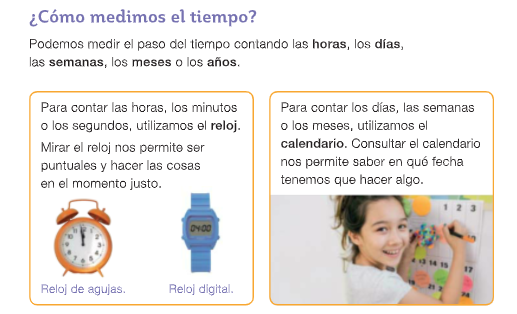 ¿Cómo medimos el tiempo?
Podemos medir el paso del tiempo contando las horas, los días,
las semanas, los meses o los años.
Para contar las horas, los minutos
o los segundos, utilizamos el reloj.
Mirar el reloj nos permite ser
puntuales y hacer las cosas
en el momento justo.
04:00
Reloj de agujas.
Reloj digital.
Para contar los días, las semanas
o los meses, utilizamos el
calendario. Consultar el calendario
nos permite saber en qué fecha
tenemos que hacer algo.
1 2 3